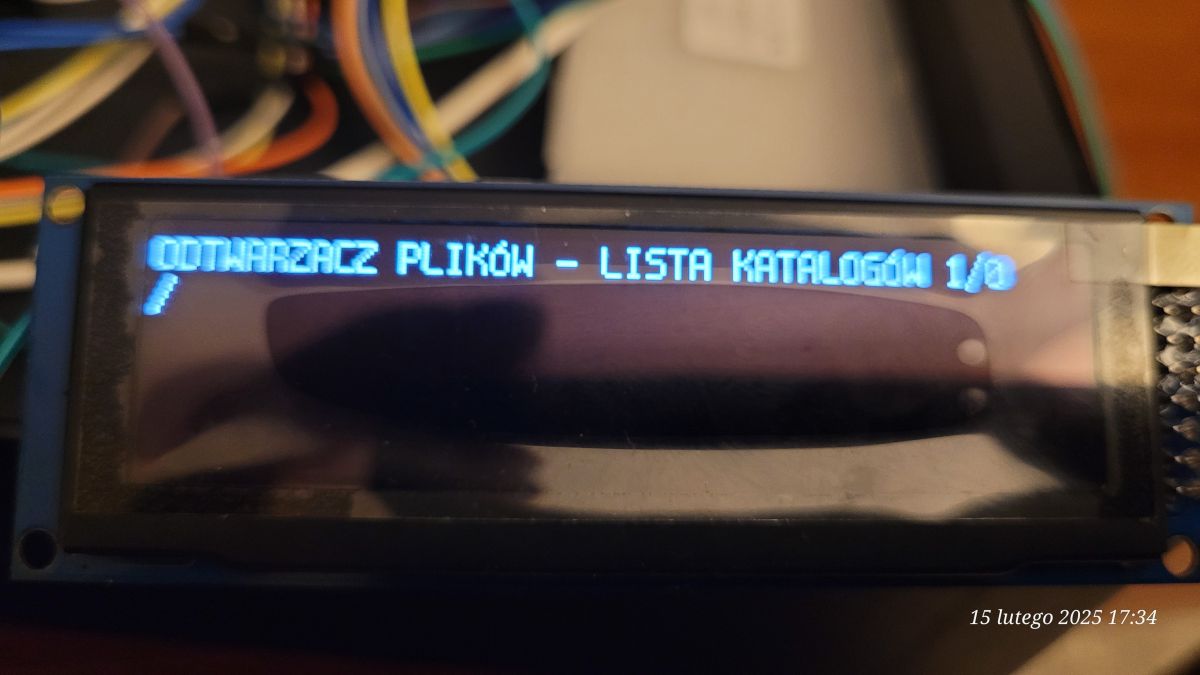 ODTWARZACZ PLIKÓW - LISTA KATALOGÓW 1/0
/
15 lutego 2025 17:34